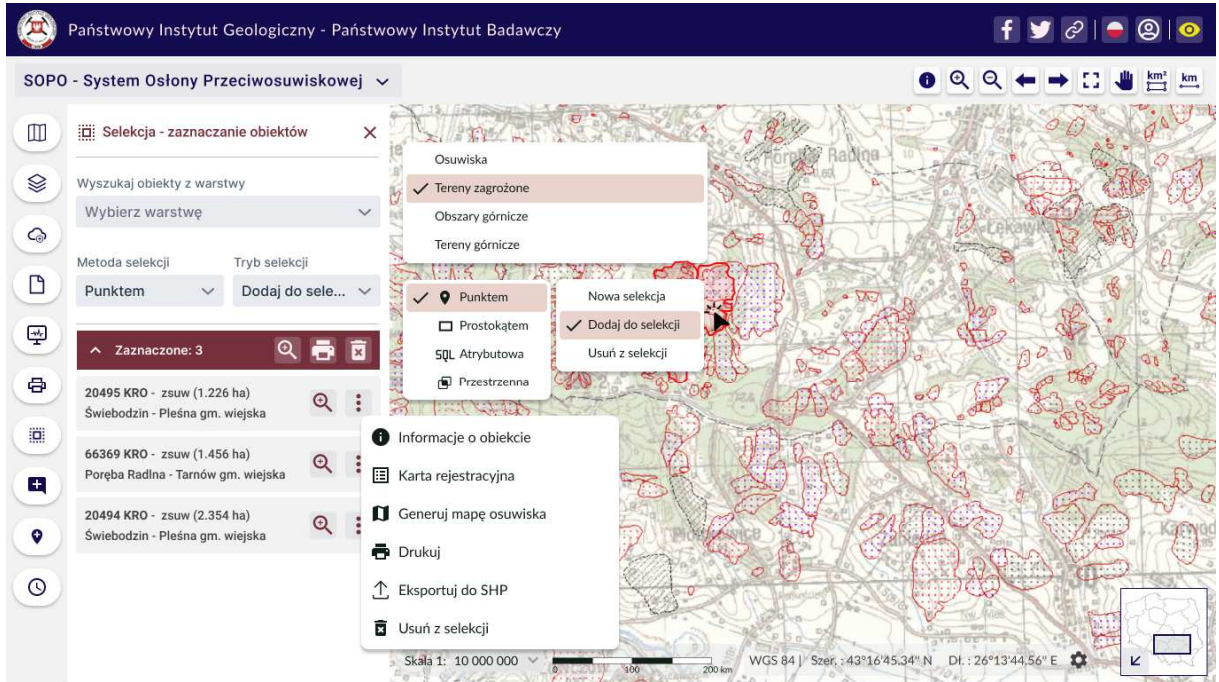 Państwowy Instytut Geologiczny - Państwowy Instytut Badawczy
SOPO - System Osłony Przeciwosuwiskowej
km²
km
Selekcja - zaznaczanie obiektów
Wyszukaj obiekty z warstwy
Wybierz warstwę
Metoda selekcji
Tryb selekcji
Punktem
Dodaj do sele...
Zaznaczone: 3
20495 KRO - zsuw (1.226 ha)
Świebodzin - Pleśna gm. wiejska
66369 KRO - zsuw (1.456 ha)
Poręba Radlna - Tarnów gm. wiejska
20494 KRO - zsuw (2.354 ha)
Świebodzin - Pleśna gm. wiejska
Osuwiska
Tereny zagrożone
Obszary górnicze
Tereny górnicze
Punktem
Prostokątem
SQL Atrybutowa
Przestrzenna
Nowa selekcja
Dodaj do selekcji
Usuń z selekcji
Informacje o obiekcie
Karta rejestracyjna
Generuj mapę osuwiska
Drukuj
Eksportuj do SHP
Usuń z selekcji
Radlna
Skala 1: 10 000 000
0 100 200 km
WGS 84 | Szer. : 43°16'45.34" N Dł. : 26°13'44.56" E